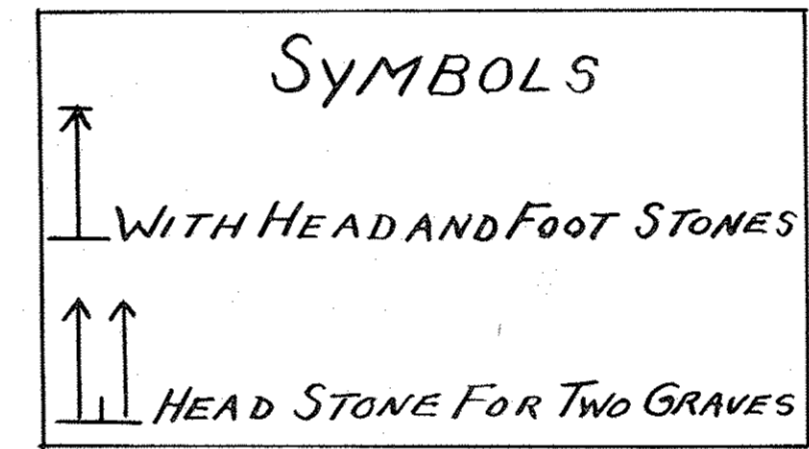 SYMBOLS
WITH HEAD AND FOOT STONES
HEAD STONE FOR TWO GRAVES